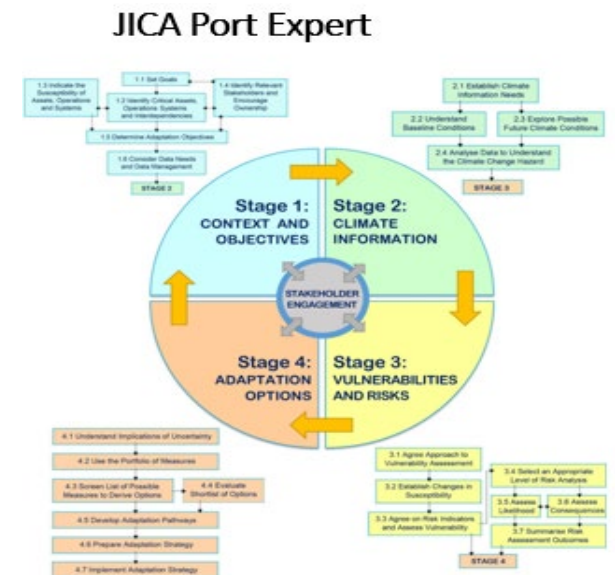 JICA Port Expert
1.1 Set Goals
1.3 Indicate the
Susceptibility of
Assets, Operations
and Systems
1.2 Identify Critical Assets,
Operations Systems
and Interdependencies
1.4 Identify Relevant
Stakeholders and
Encourage
Ownership
1.5 Determine Adaptation Objectives
1.6 Consider Data Needs
and Data Management
STAGE 2
2.1 Establish Climate
Information Needs
2.2 Understand
Baseline Conditions
2.3 Explore Possible
Future Climate Conditions
2.4 Analyse Data to Understand
the Climate Change Hazard
STAGE 3
Stage 1:
CONTEXT AND
OBJECTIVES
Stage 2:
CLIMATE
INFORMATION
STAKEHOLDER
ENGAGEMENT
Stage 4:
ADAPTATION
OPTIONS
Stage 3:
VULNERABILITIES
AND RISKS
4.1 Understand Implications of Uncertainty
4.2 Use the Portfolio of Measures
4.3 Screen List of Possible
Measures to Derive Options
4.4 Evaluate
Shortlist of Options
4.5 Develop Adaptation Pathways
4.6 Prepare Adaptation Strategy
4.7 Implement Adaptation Strategy
3.1 Agree Approach to
Vulnerability Assessment
3.2 Establish Changes in
Susceptibility
3.3 Agree on Risk Indicators
and Assess Vulnerability
3.4 Select an Appropriate
Level of Risk Analysis
3.5 Assess
Likelihood
3.6 Assess
Consequences
3.7 Summarise Risk
Assessment Outcomes
STAGE 4